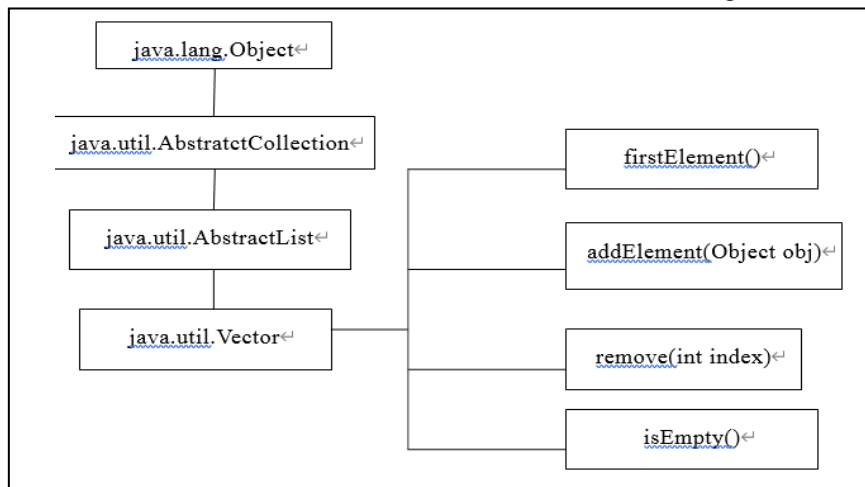 java.lang.Object↵
java.util.AbstratctCollection↵
java.util.AbstractList↵
java.util.Vector↵
firstElement()↵
addElement(Object obj)↵
remove(int index)↵
isEmpty()↵